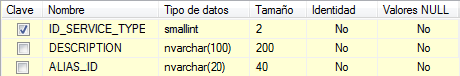 Clave Nombre Tipo de datos Tamaño Identidad Valores NULL
ID_SERVICE_TYPE smallint 2 No No
DESCRIPTION nvarchar(100) 200 No No
ALIAS_ID nvarchar(20) 40 No No